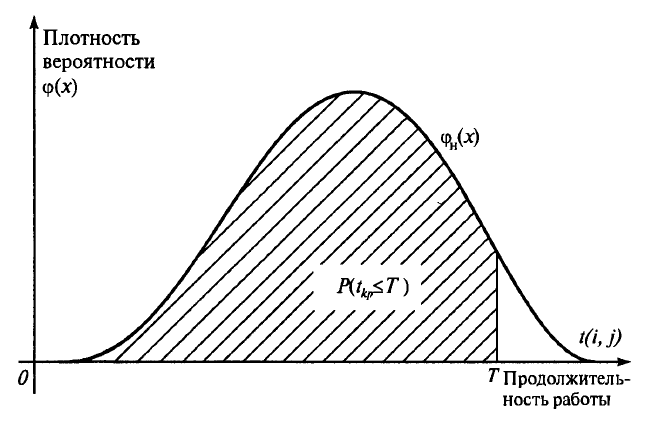 Плотность
вероятности
φ(x)
φн(x)
P(tkp≤T )
t(i, j)
0
T
Продолжитель-
ность работы